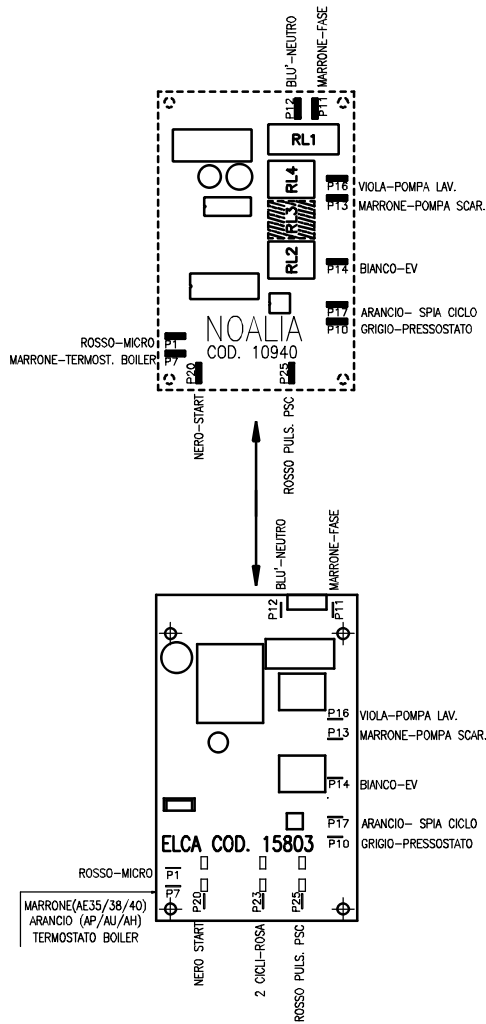 BLU'-NEUTRO
MARRONE-FASE
P12
P11
RL1
RL4
RL3
RL2
P16 VIOLA-POMPA LAV.
P13 MARRONE-POMPA SCAR.
P14 BIANCO-EV
P17 ARANCIO - SPIA CICLO
P10 GRIGIO-PRESSOSTATO
NOALIA
COD. 10940
ROSSO-MICRO P1
MARRONE-TERMOST. BOILER P7
P20
P25
NERO-START
ROSSO PULS. PSC
BLU'-NEUTRO
MARRONE-FASE
P12
P11
P16 VIOLA-POMPA LAV.
P13 MARRONE-POMPA SCAR.
P14 BIANCO-EV
P17 ARANCIO- SPIA CICLO
P10 GRIGIO-PRESSOSTATO
ELCA COD. 15803
ROSSO-MICRO P1
P7
MARRONE(AE35/38/40)
ARANCIO (AP/AU/AH)
TERMOSTATO BOILER
P20
P23
P25
NERO START
2 CICLI-ROSA
ROSSO PULS. PSC